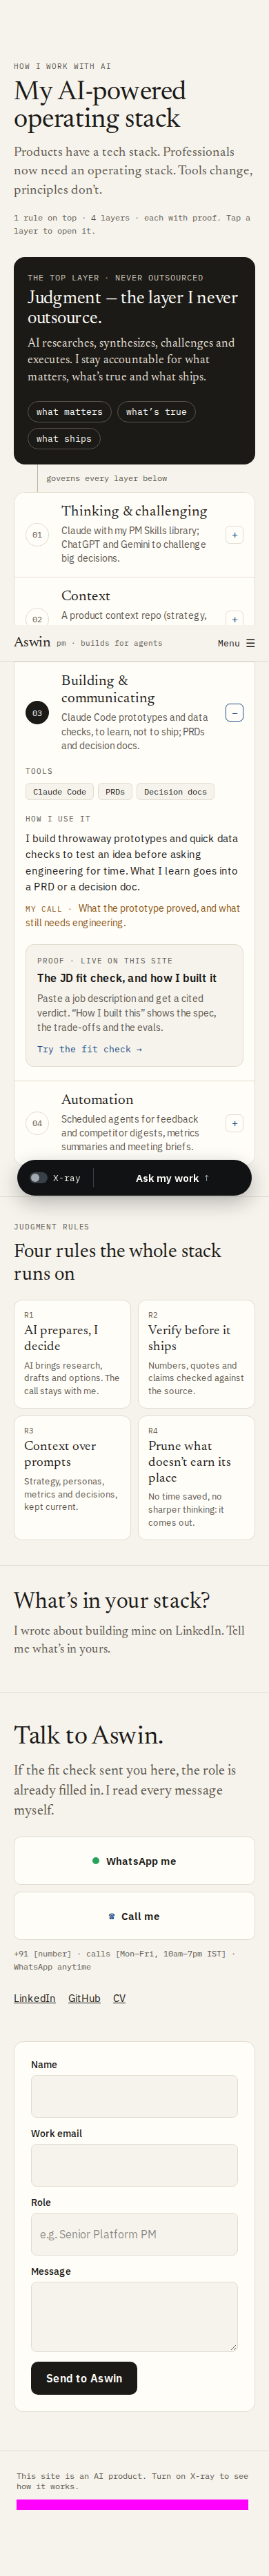 HOW I WORK WITH AI
My AI-powered
operating stack
Products have a tech stack. Professionals
now need an operating stack. Tools change,
principles don't.
1 rule on top · 4 layers · each with proof. Tap a
layer to open it.
THE TOP LAYER · NEVER OUTSOURCED
Judgment — the layer I never
outsource.
AI researches, synthesizes, challenges and
executes. I stay accountable for what
matters, what's true and what ships.
what matters
what's true
what ships
governs every layer below
01
Thinking & challenging
Claude with my PM Skills library;
ChatGPT and Gemini to challenge
big decisions.
+
02
Context
A product context repo (strategy,
+
Aswin pm · builds for agents
Menu ☰
03
Building &
communicating
Claude Code prototypes and data
checks, to learn, not to ship; PRDs
and decision docs.
–
TOOLS
Claude Code
PRDs
Decision docs
HOW I USE IT
I build throwaway prototypes and quick data
checks to test an idea before asking
engineering for time. What I learn goes into
a PRD or a decision doc.
MY CALL · What the prototype proved, and what
still needs engineering.
PROOF · LIVE ON THIS SITE
The JD fit check, and how I built it
Paste a job description and get a cited
verdict. “How I built this” shows the spec,
the trade-offs and the evals.
Try the fit check →
04
Automation
Scheduled agents for feedback
and competitor digests, metrics
summaries and meeting briefs
+
X-ray
Ask my work ↑
JUDGMENT RULES
Four rules the whole stack
runs on
R1
AI prepares, I
decide
AI brings research,
drafts and options. The
call stays with me.
R2
Verify before it
ships
Numbers, quotes and
claims checked against
the source.
R3
Context over
prompts
Strategy, personas,
metrics and decisions,
kept current.
R4
Prune what
doesn't earn its
place
No time saved, no
sharper thinking: it
comes out.
What's in your stack?
I wrote about building mine on LinkedIn. Tell
me what's in yours.
Talk to Aswin.
If the fit check sent you here, the role is
already filled in. I read every message
myself.
WhatsApp me
☎ Call me
+91 [number] · calls [Mon–Fri, 10am–7pm IST] ·
WhatsApp anytime
LinkedIn GitHub CV
Name
Work email
Role
e.g. Senior Platform PM
Message
Send to Aswin
This site is an AI product. Turn on X-ray to see
how it works.